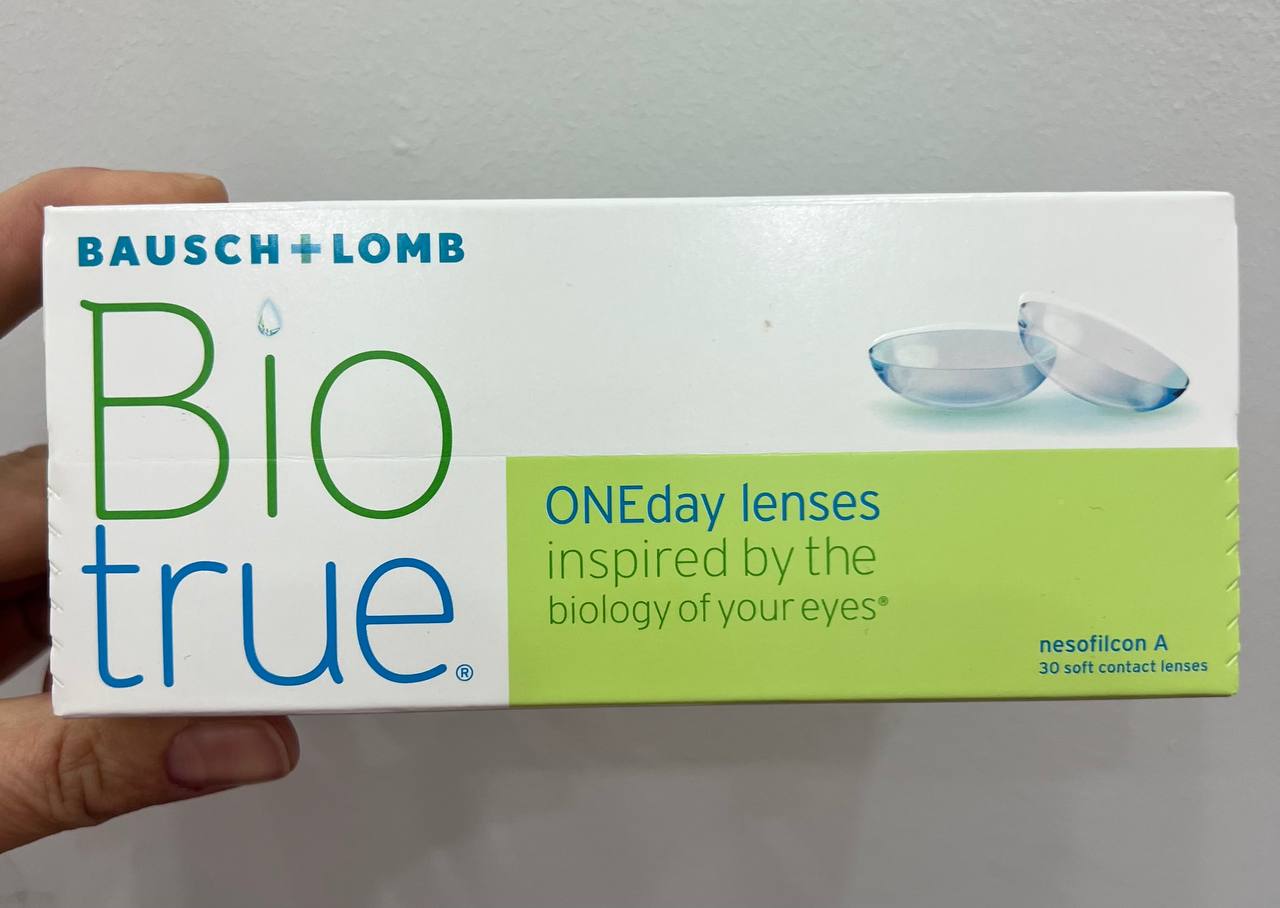 BAUSCH+LOMB
Bio
true®
ONEday lenses
inspired by the
biology of your eyes®
nesofilcon A
30 soft contact lenses